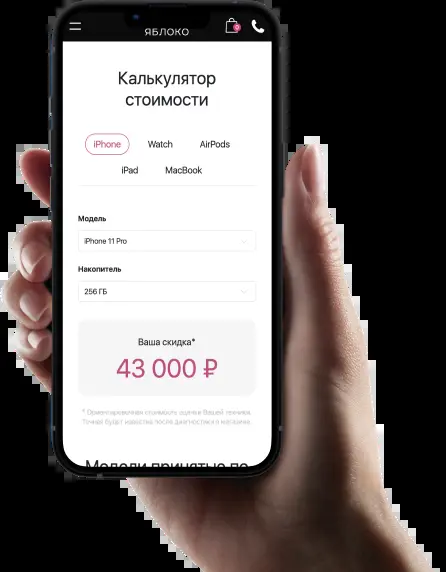 ЯБЛОКО
0
Калькулятор
стоимости
iPhone
Watch
AirPods
iPad
MacBook
Модель
iPhone 11 Pro
Накопитель
256 ГБ
Ваша скидка*
43 000 ₽
* Ориентировочная стоимость оценки Вашей техники.
Точная будет известна после диагностики в магазине
Модели принятые по